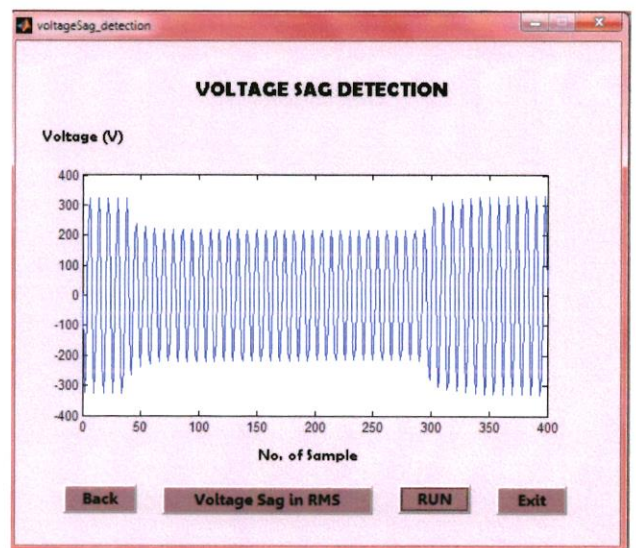 voltageSag_detection
VOLTAGE SAG DETECTION
Voltage (V)
400
300
200
100
0
-100
-200
-300
-400
0 50 100 150 200 250 300 350 400
No. of Sample
Back Voltage Sag in RMS RUN Exit